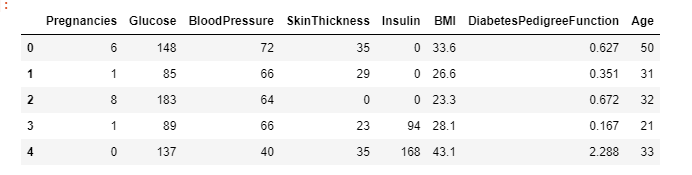 :
Pregnancies Glucose BloodPressure SkinThickness Insulin BMI DiabetesPedigreeFunction Age
0 6 148 72 35 0 33.6 0.627 50
1 1 85 66 29 0 26.6 0.351 31
2 8 183 64 0 0 23.3 0.672 32
3 1 89 66 23 94 28.1 0.167 21
4 0 137 40 35 168 43.1 2.288 33